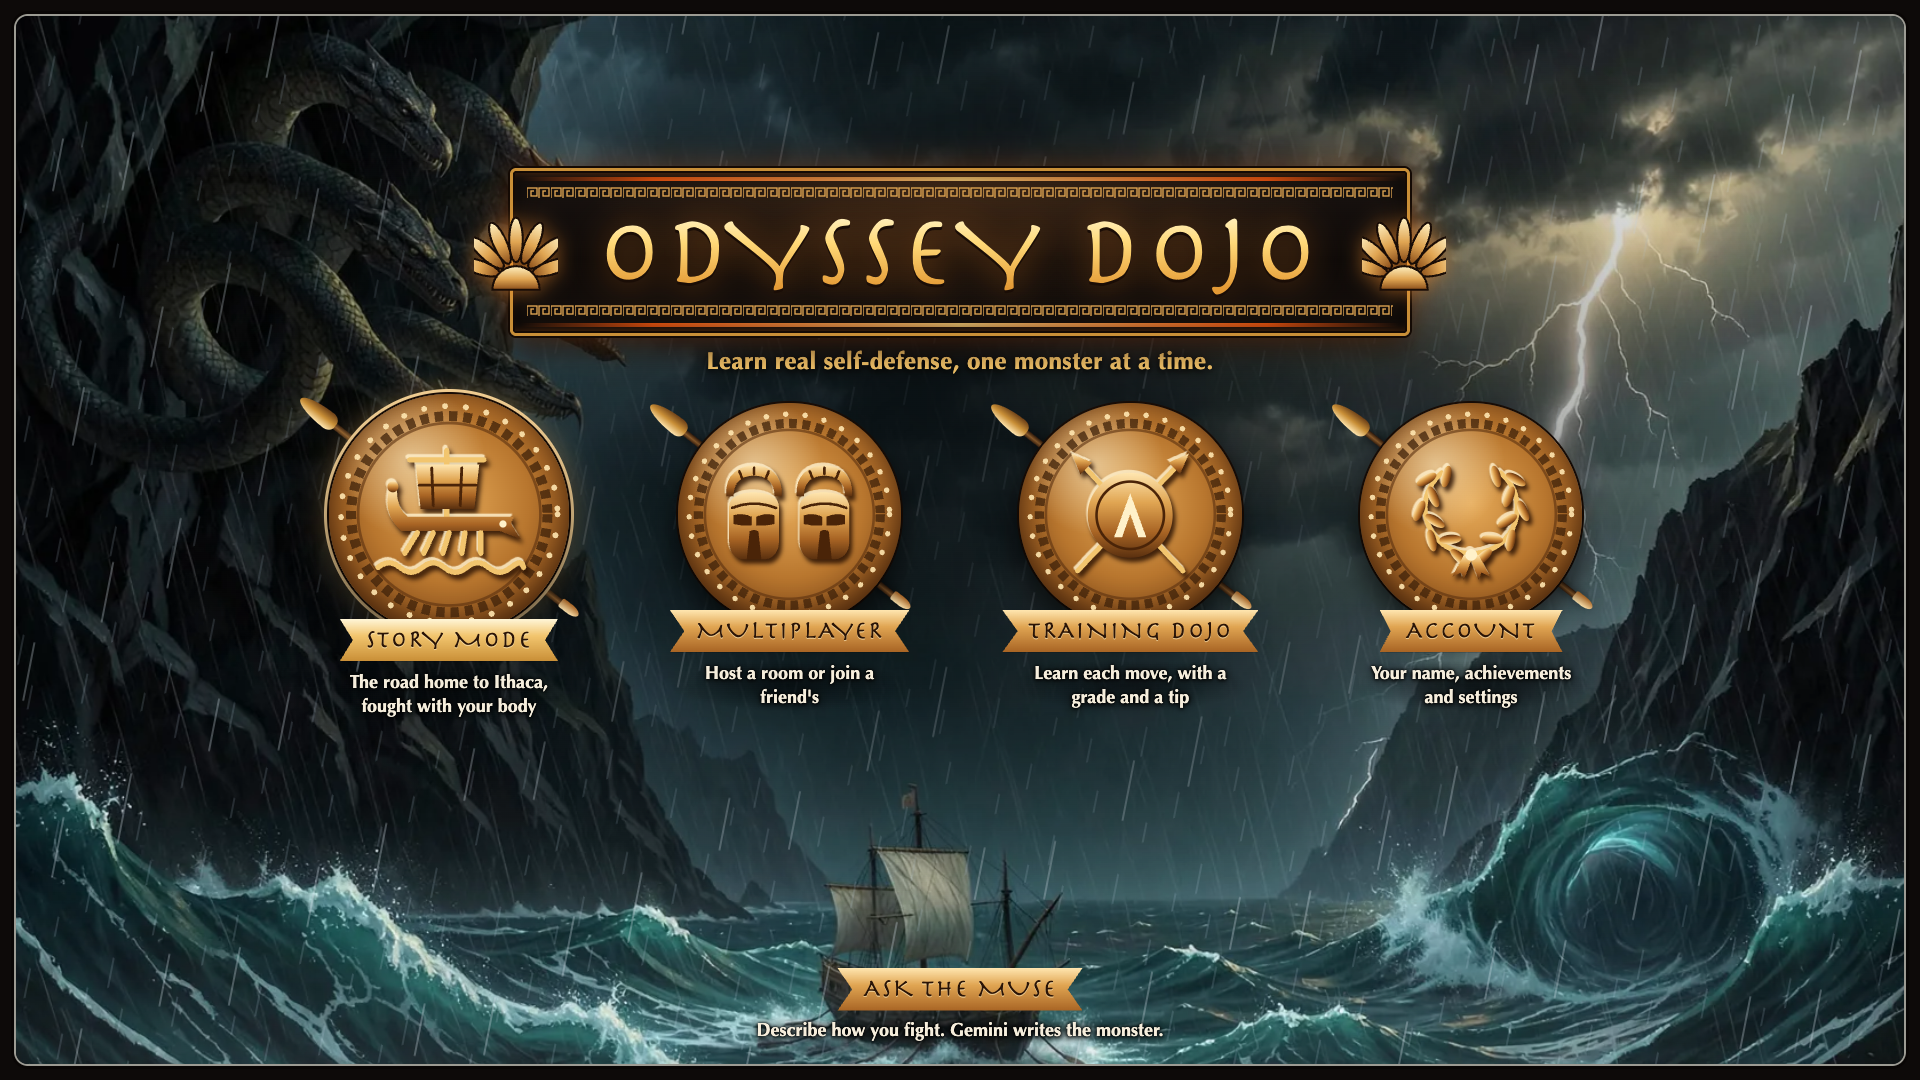 ODYSSEY DOJO
Learn real self-defense, one monster at a time.
STORY MODE
The road home to Ithaca,
fought with your body
MULTIPLAYER
Host a room or join a
friend's
TRAINING DOJO
Learn each move, with a
grade and a tip
ACCOUNT
Your name, achievements
and settings
ASK THE MUSE
Describe how you fight. Gemini writes the monster.